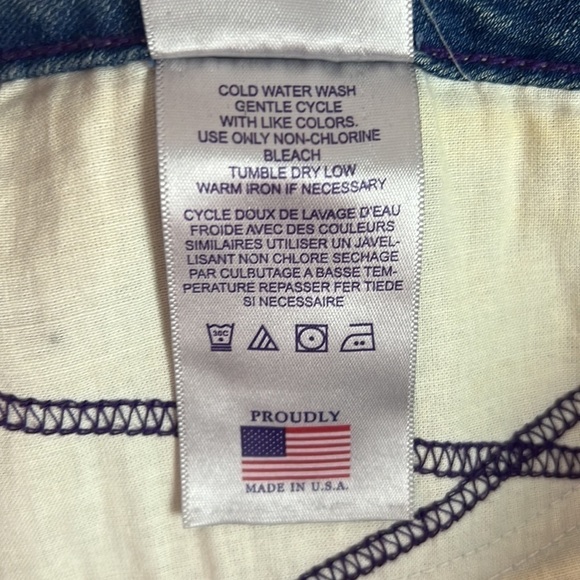 COLD WATER WASH
GENTLE CYCLE
WITH LIKE COLORS.
USE ONLY NON-CHLORINE
BLEACH
TUMBLE DRY LOW
WARM IRON IF NECESSARY
CYCLE DOUX DE LAVAGE D'EAU
FROIDE AVEC DES COULEURS
SIMILAIRES UTILISER UN JAVEL-
LISANT NON CHLORE SECHAGE
PAR CULBUTAGE A BASSE TEM-
PERATURE REPASSER FER TIEDE
SI NECESSAIRE
30C
PROUDLY
MADE IN U.S.A.